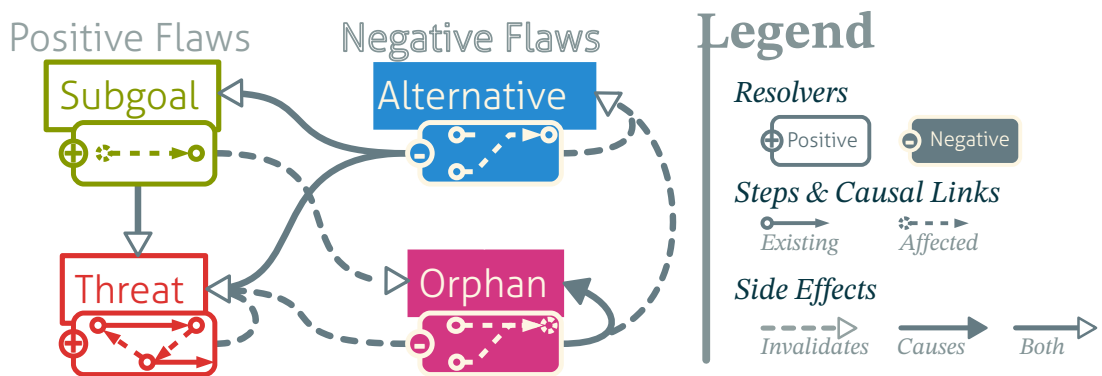 Positive Flaws
Negative Flaws
Subgoal
Alternative
Threat
Orphan
Legend
Resolvers
Positive
Negative
Steps & Causal Links
Existing
Affected
Side Effects
Invalidates
Causes
Both